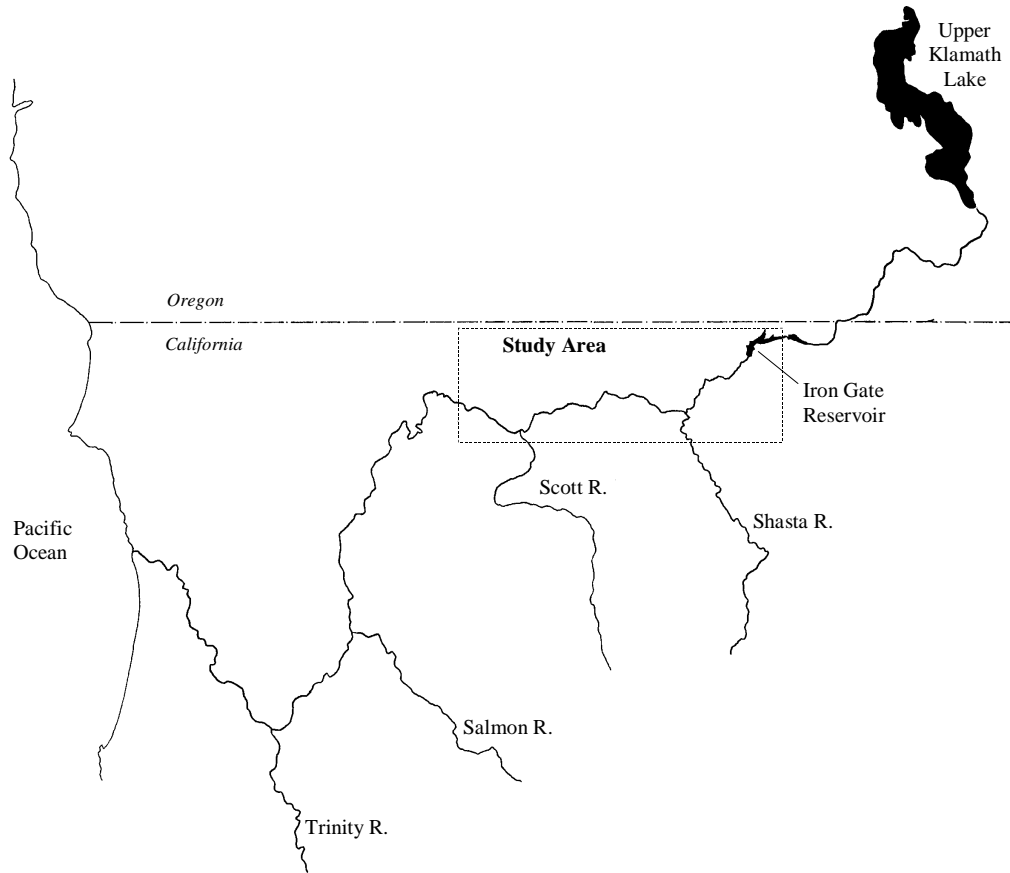 Upper
Klamath
Lake
Oregon
California
Study Area
Iron Gate
Reservoir
Scott R.
Shasta R.
Pacific
Ocean
Salmon R.
Trinity R.